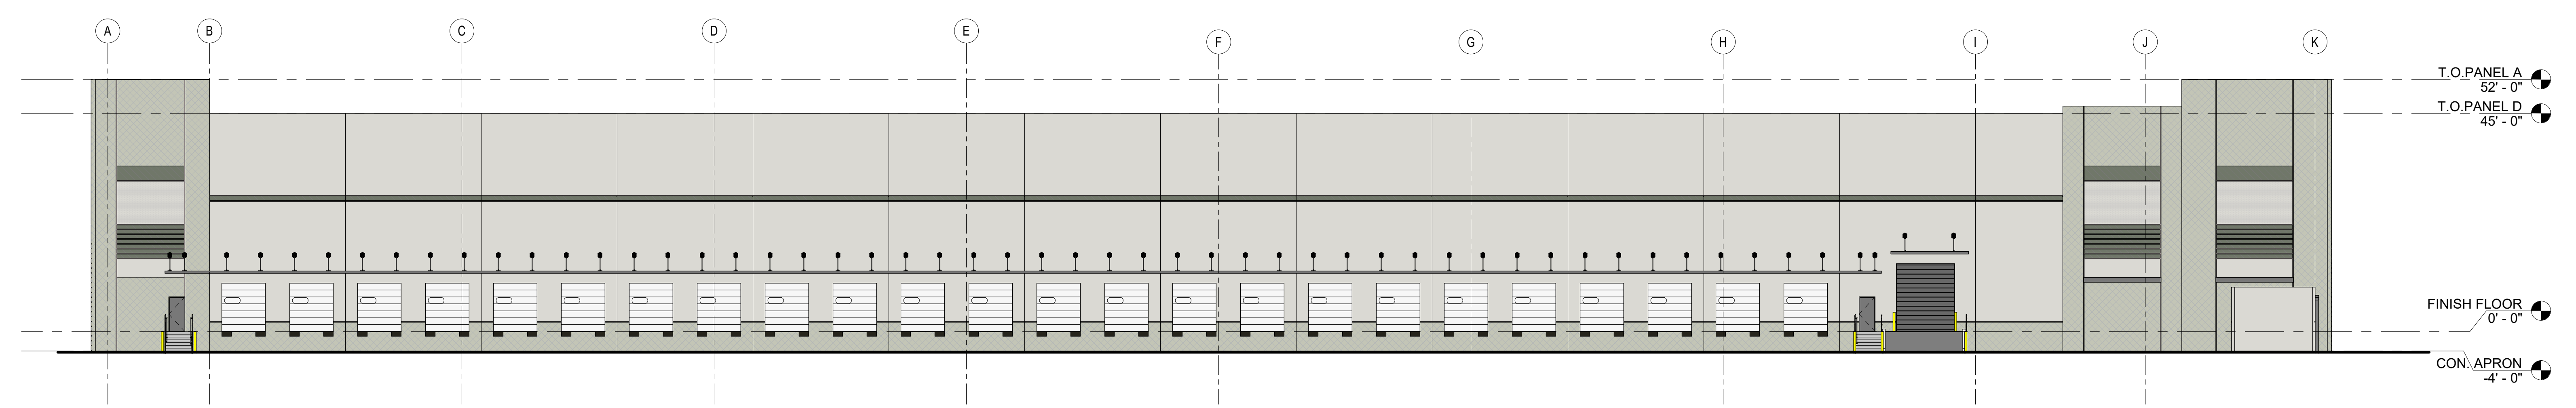 A
B
C
D
E
F
G
H
I
J
K
T.O.PANEL A
52' - 0"
T.O.PANEL D
45' - 0"
FINISH FLOOR
0' - 0"
CON. APRON
-4' - 0"